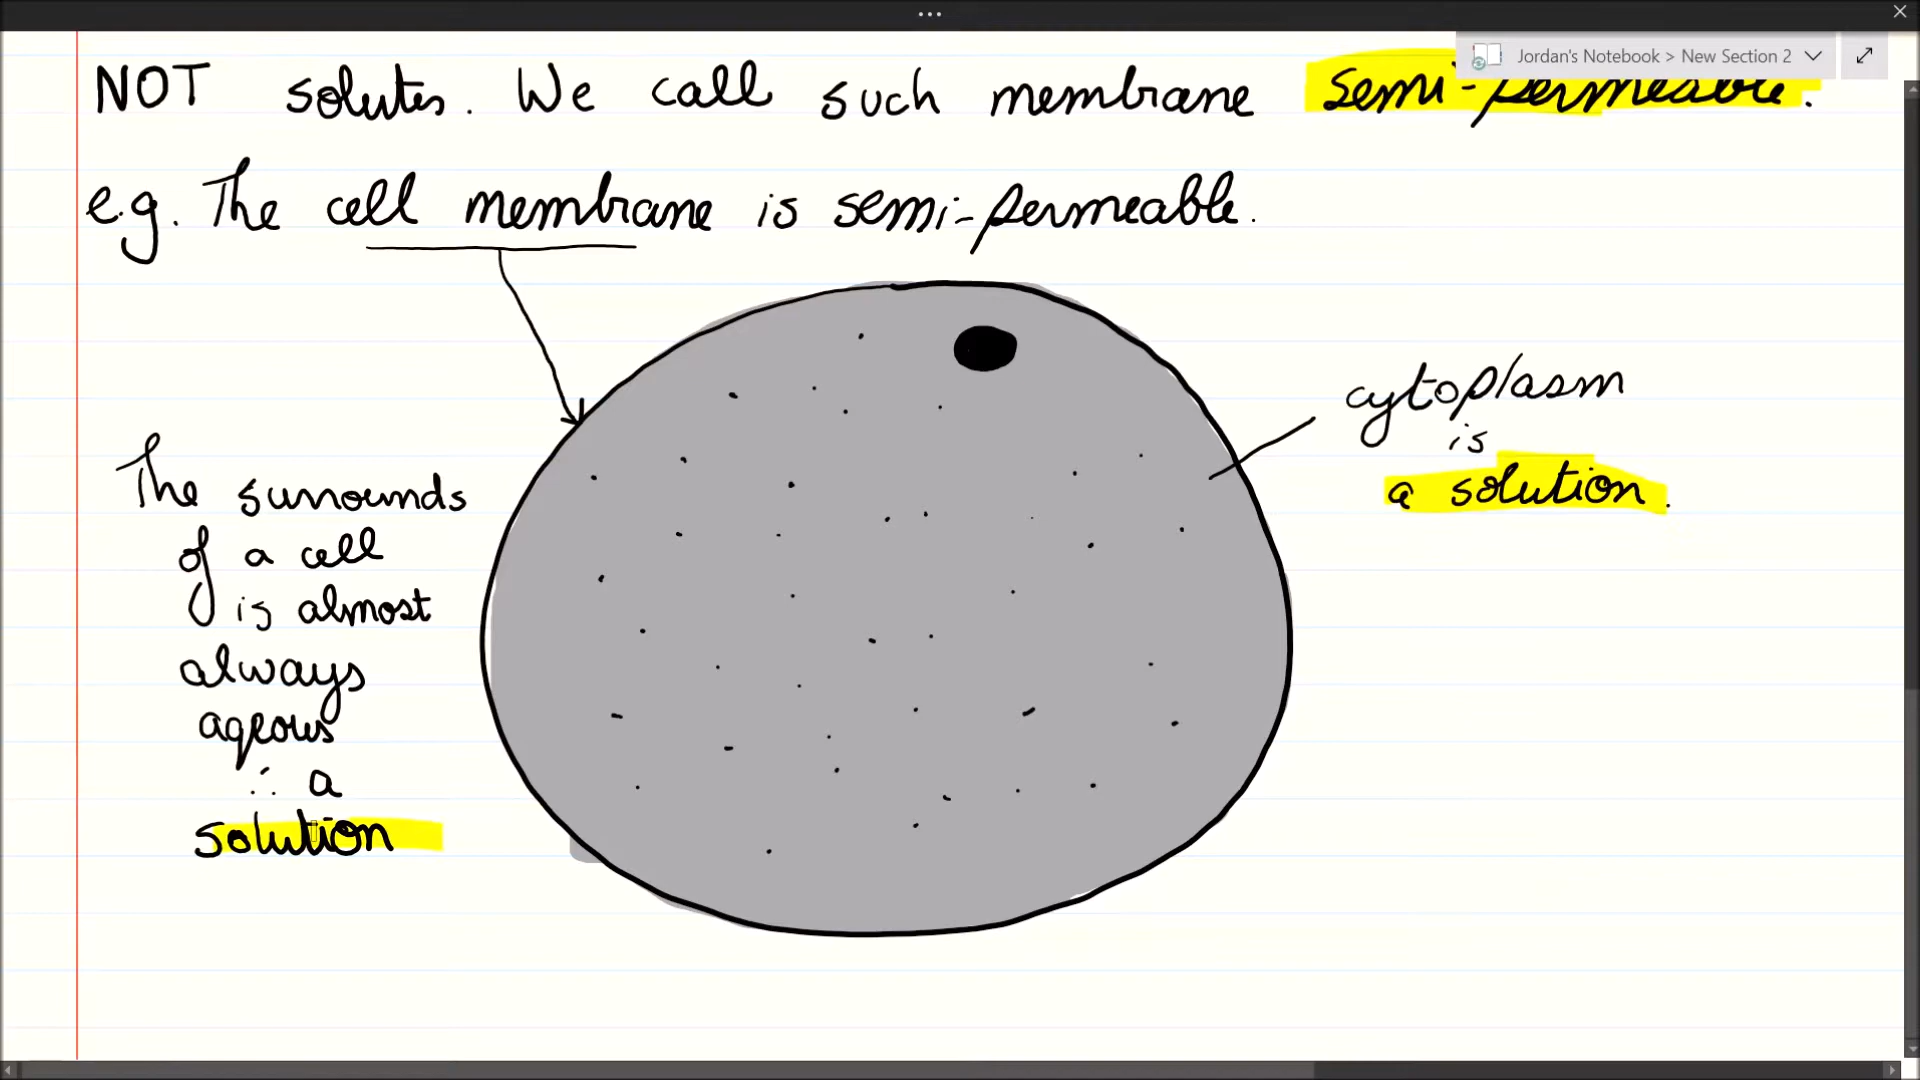 Jordan's Notebook > New Section 2
NOT solutes. We call such membrane semi-permeable.
e.g. The cell membrane is semi-permeable.
cytoplasm
is
a solution.
The surrounds
of a cell
is almost
always
aqeous
∴ a
solution